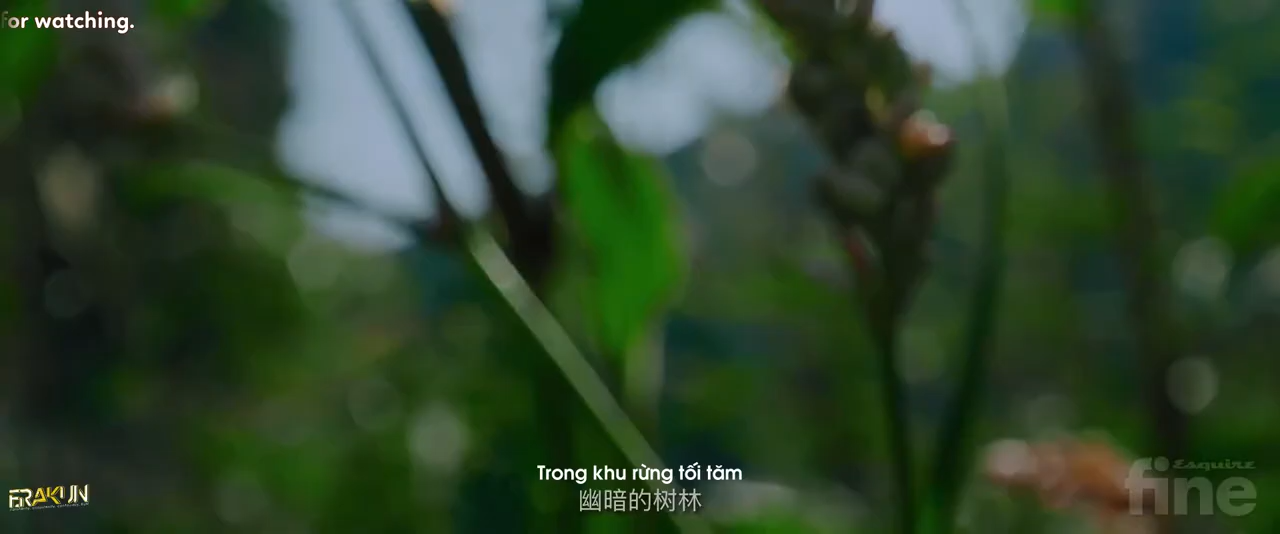 for watching.
Trong khu rừng tối tăm
幽暗的树林
ERAKUN
Esquire
fine